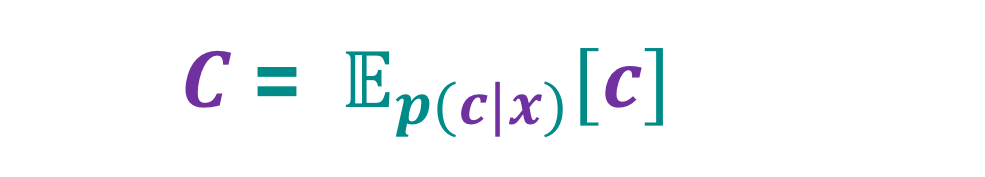 C = 𝔼p(c|x)[c]